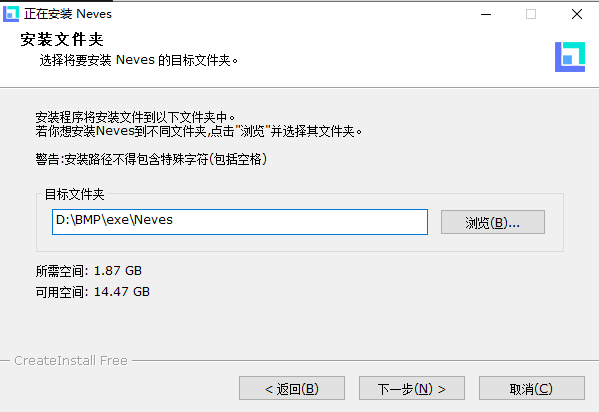 正在安装 Neves
安装文件夹
选择将要安装 Neves 的目标文件夹。
安装程序将安装文件到以下文件夹中。
若你想安装Neves到不同文件夹,点击"浏览"并选择其文件夹。
警告:安装路径不得包含特殊字符(包括空格)
目标文件夹
D:\BMP\exe\Neves
浏览(B)...
所需空间: 1.87 GB
可用空间: 14.47 GB
CreateInstall Free
< 返回(B)
下一步(N) >
取消(C)